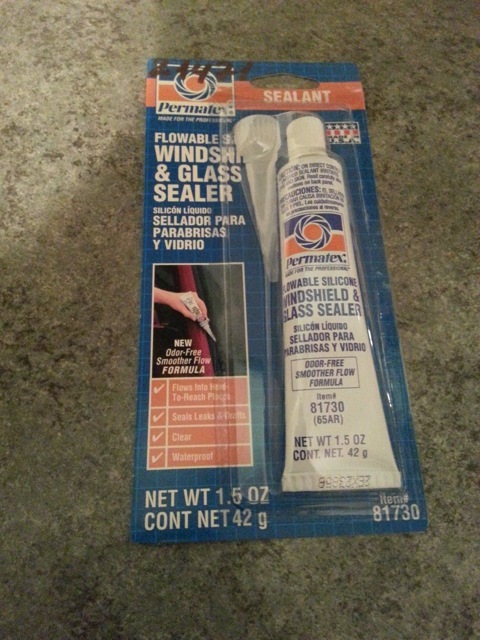 Permatex
MADE FOR THE PROFESSIONAL
SEALANT
FLOWABLE
WINDSHI
& GLASS
SEALER
SILICÓN LÍQUIDO
SELLADOR PARA
PARABRISAS
Y VIDRIO
NEW
Odor-Free
Smoother Flow
FORMULA
Flows Into Hard-
To-Reach Places
Seals Leaks & Drafts
Clear
Waterproof
NET WT 1.5 OZ
CONT NET 42 g
Item#
81730
PRECAUCIONES:
Permatex
MADE FOR THE PROFESSIONAL
FLOWABLE SILICONE
WINDSHIELD &
GLASS SEALER
SILICÓN LÍQUIDO
SELLADOR PARA
PARABRISAS Y VIDRIO
ODOR-FREE
SMOOTHER FLOW
FORMULA
Item#
81730
(65AR)
NET WT 1.5 OZ
CONT. NET. 42 g